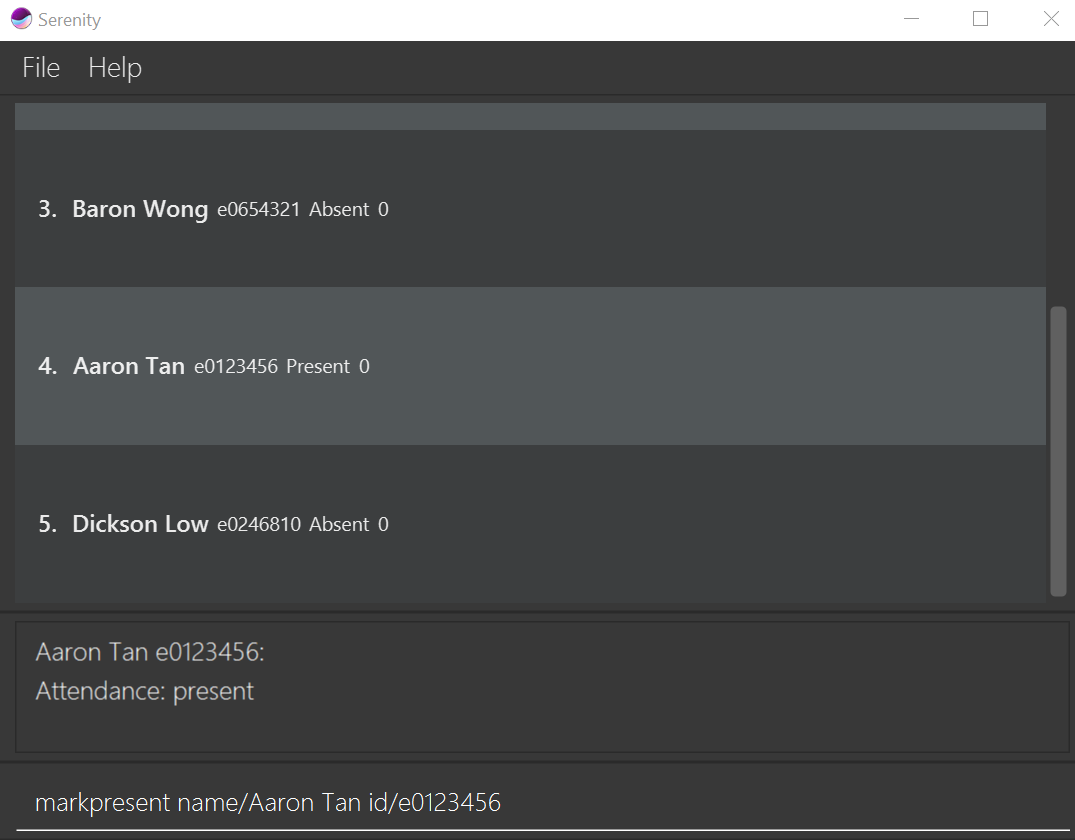 Serenity
File Help
3. Baron Wong e0654321 Absent 0
4. Aaron Tan e0123456 Present 0
5. Dickson Low e0246810 Absent 0
Aaron Tan e0123456:
Attendance: present
markpresent name/Aaron Tan id/e0123456